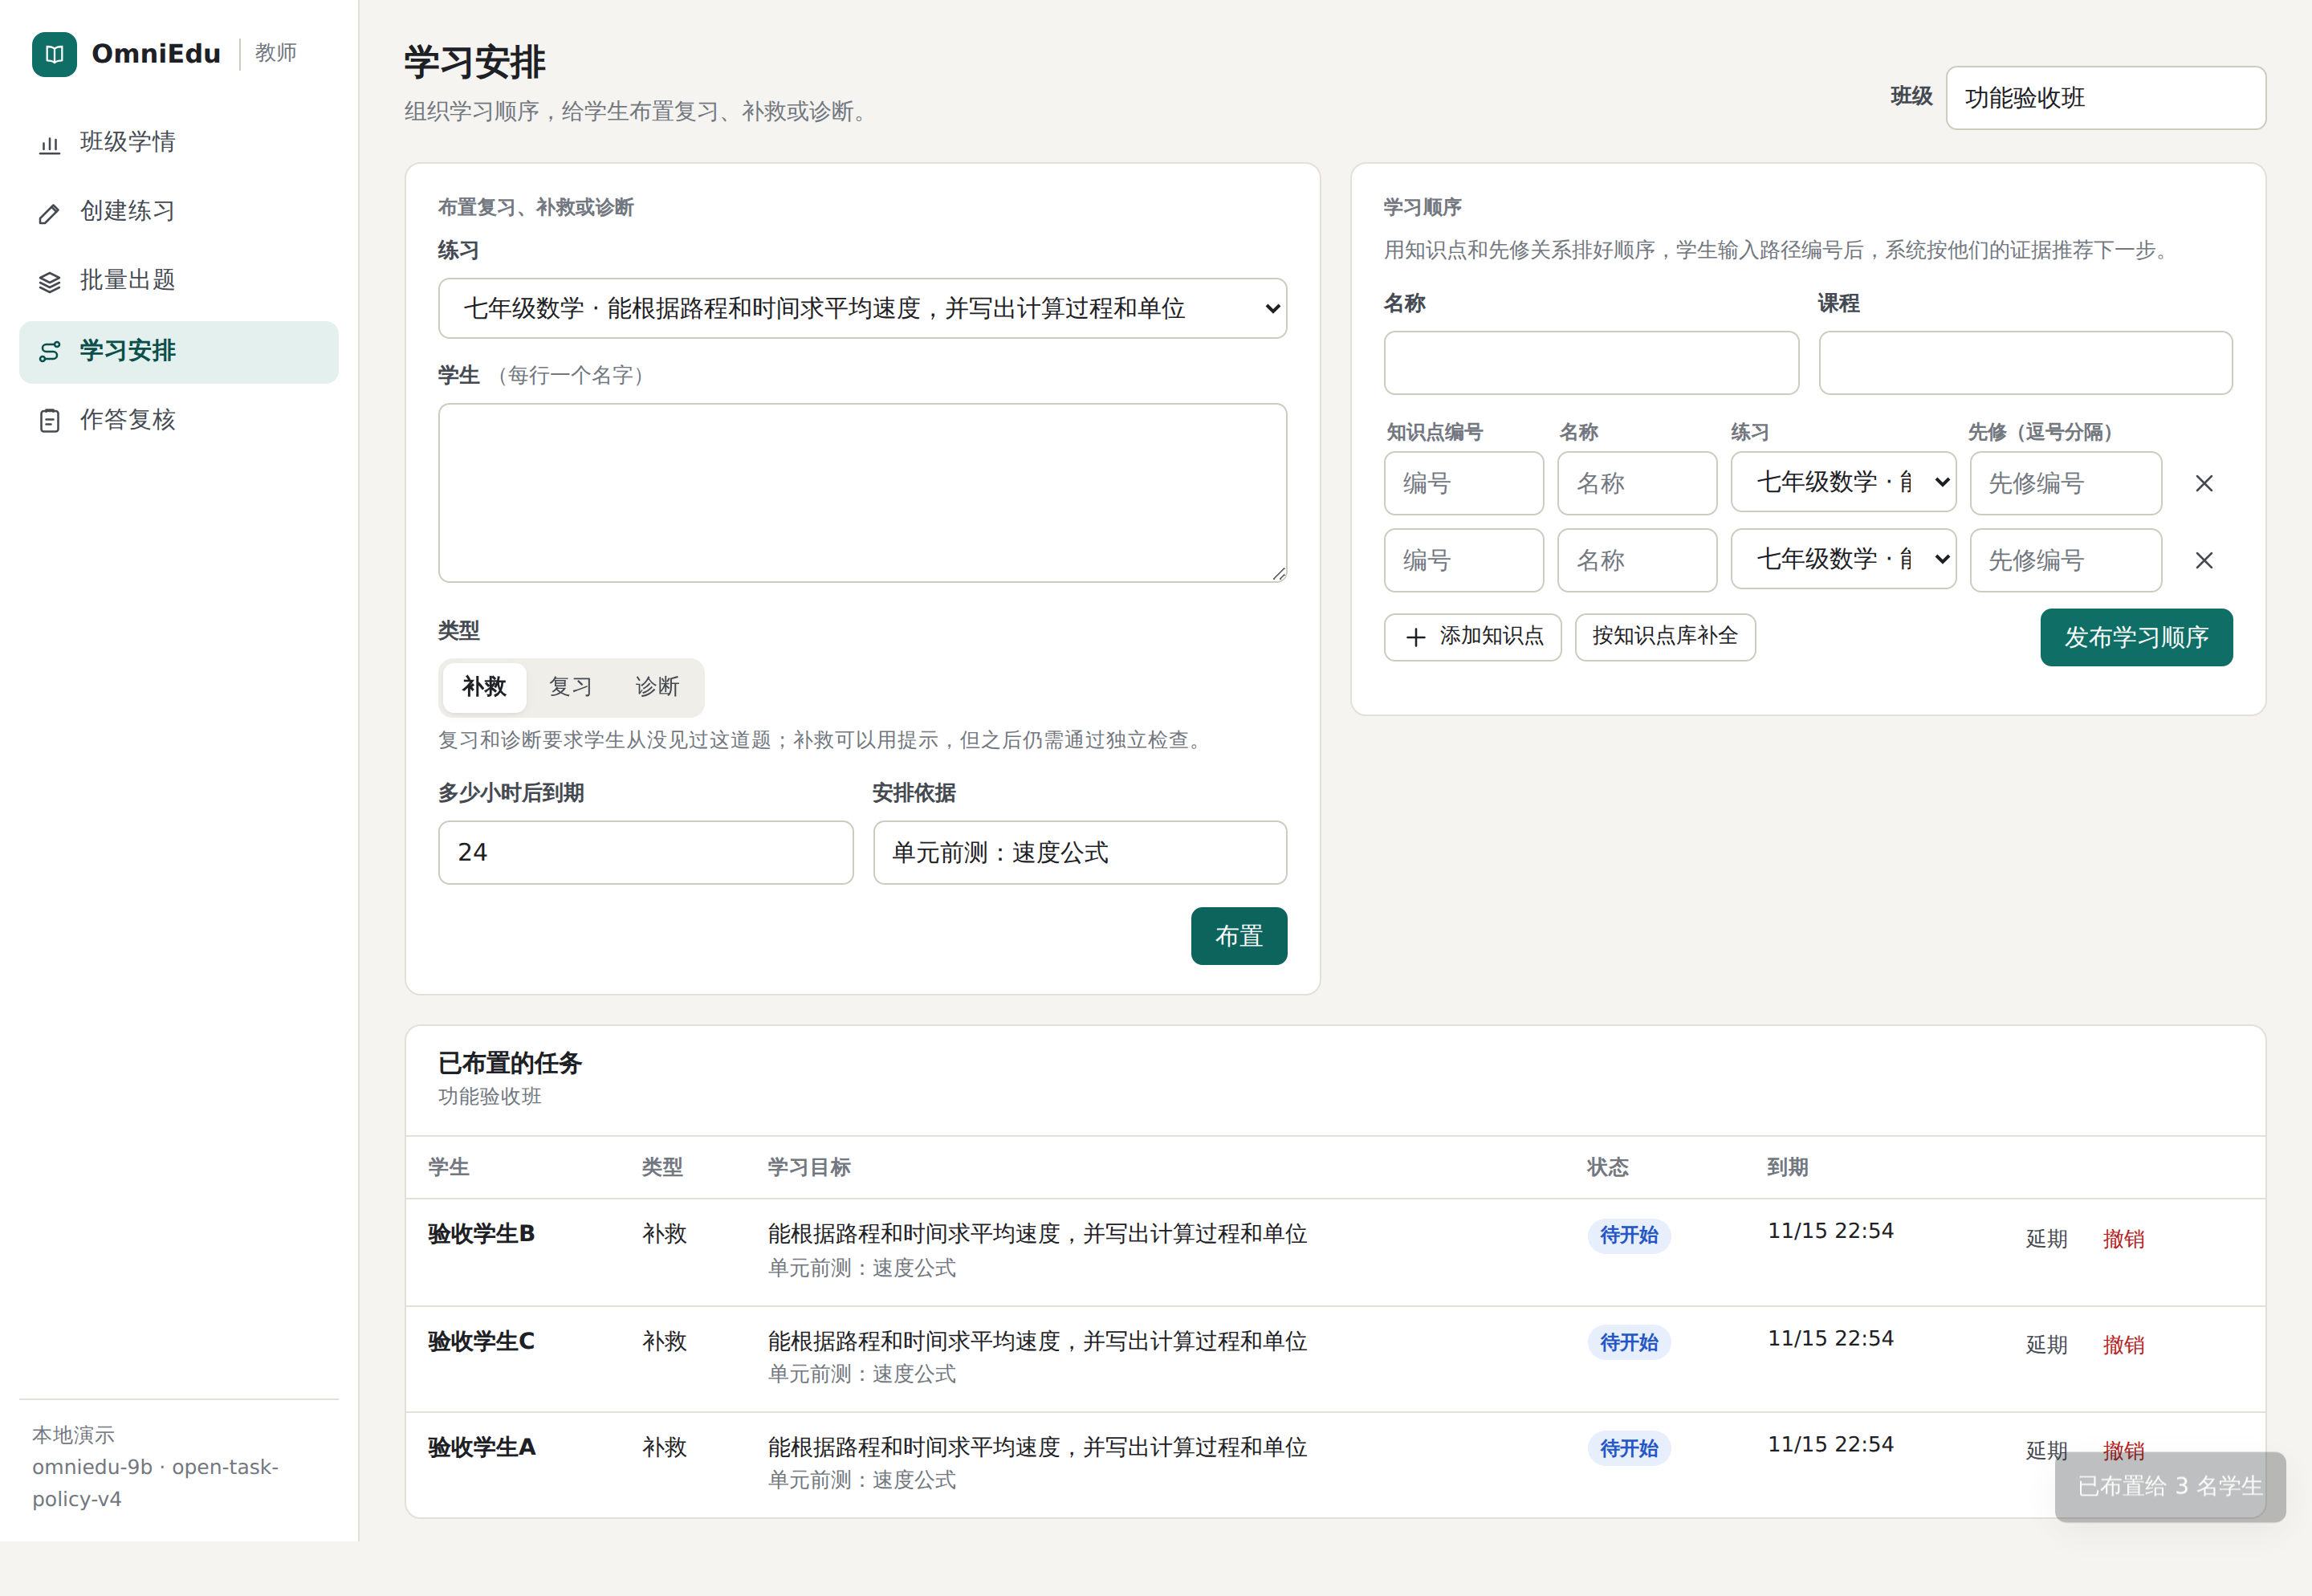 OmniEdu 教师
班级学情
创建练习
批量出题
学习安排
作答复核
本地演示
omniedu-9b · open-task-
policy-v4
学习安排
组织学习顺序，给学生布置复习、补救或诊断。
班级 功能验收班
布置复习、补救或诊断
练习
七年级数学 · 能根据路程和时间求平均速度，并写出计算过程和单位
学生 （每行一个名字）
类型
补救 复习 诊断
复习和诊断要求学生从没见过这道题；补救可以用提示，但之后仍需通过独立检查。
多少小时后到期 安排依据
24 单元前测：速度公式
布置
学习顺序
用知识点和先修关系排好顺序，学生输入路径编号后，系统按他们的证据推荐下一步。
名称 课程
知识点编号 名称 练习 先修（逗号分隔）
编号 名称 七年级数学 · 先修编号
编号 名称 七年级数学 · 先修编号
添加知识点 按知识点库补全 发布学习顺序
已布置的任务
功能验收班
学生 类型 学习目标 状态 到期
验收学生B 补救 能根据路程和时间求平均速度，并写出计算过程和单位 待开始 11/15 22:54 延期 撤销
单元前测：速度公式
验收学生C 补救 能根据路程和时间求平均速度，并写出计算过程和单位 待开始 11/15 22:54 延期 撤销
单元前测：速度公式
验收学生A 补救 能根据路程和时间求平均速度，并写出计算过程和单位 待开始 11/15 22:54 延期 撤销
单元前测：速度公式
已布置给 3 名学生